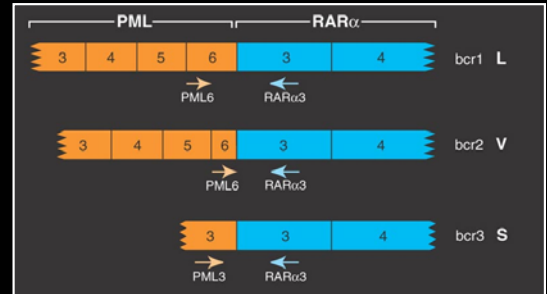 PML RARα
3 4 5 6 3 4 bcr1 L
PML6 RARα3
3 4 5 6 3 4 bcr2 V
PML6 RARα3
3 3 4 bcr3 S
PML3 RARα3